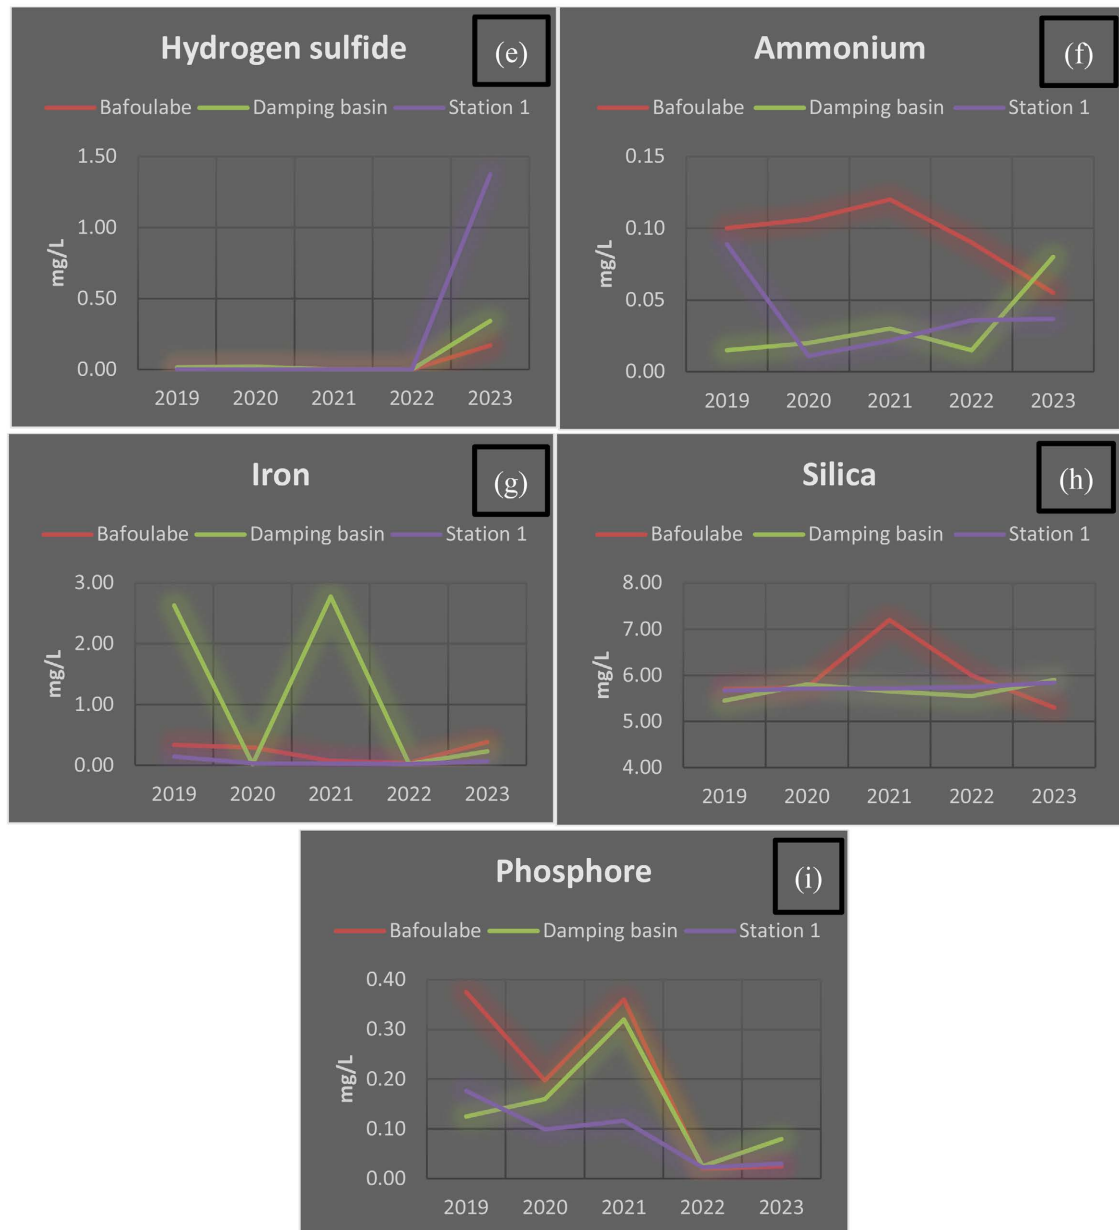 Hydrogen sulfide
(e)
Bafoulabe Damping basin Station 1
1.50
1.00
0.50
0.00
mg/L
2019 2020 2021 2022 2023
Ammonium
(f)
Bafoulabe Damping basin Station 1
0.15
0.10
0.05
0.00
mg/L
2019 2020 2021 2022 2023
Iron
(g)
Bafoulabe Damping basin Station 1
3.00
2.00
1.00
0.00
mg/L
2019 2020 2021 2022 2023
Silica
(h)
Bafoulabe Damping basin Station 1
8.00
7.00
6.00
5.00
4.00
mg/L
2019 2020 2021 2022 2023
Phosphore
(i)
Bafoulabe Damping basin Station 1
0.40
0.30
0.20
0.10
0.00
mg/L
2019 2020 2021 2022 2023